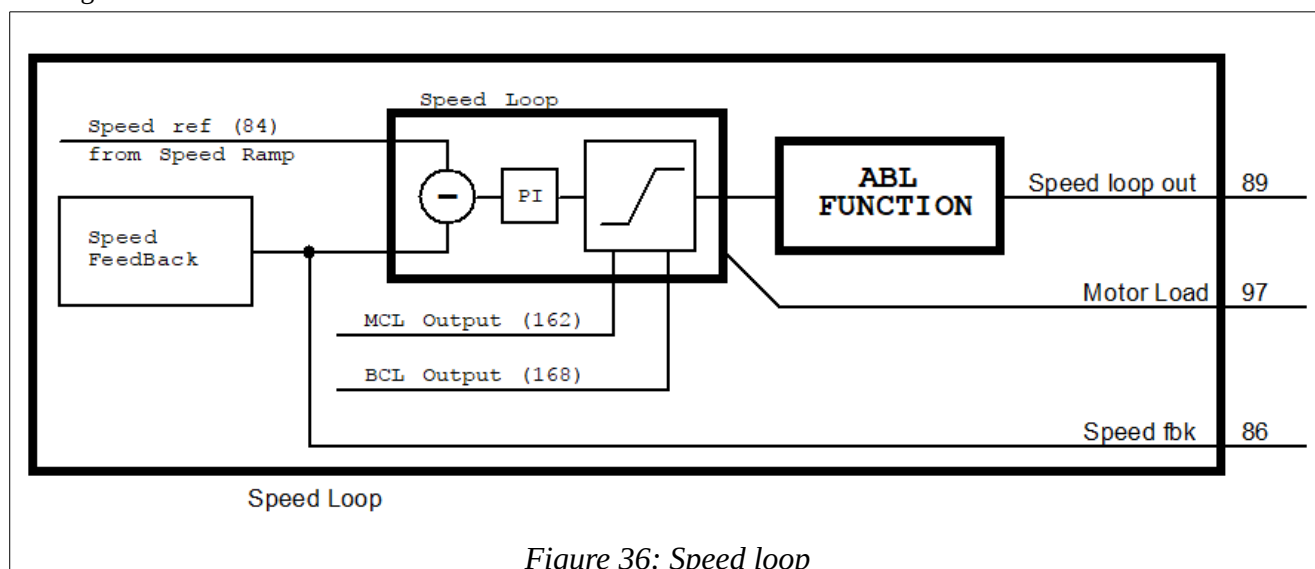 Speed Loop
Speed ref (84)
from Speed Ramp
Speed
FeedBack
−
PI
ABL
FUNCTION
Speed loop out 89
Motor Load 97
MCL Output (162)
BCL Output (168)
Speed fbk 86
Speed Loop
Figure 36: Speed loop